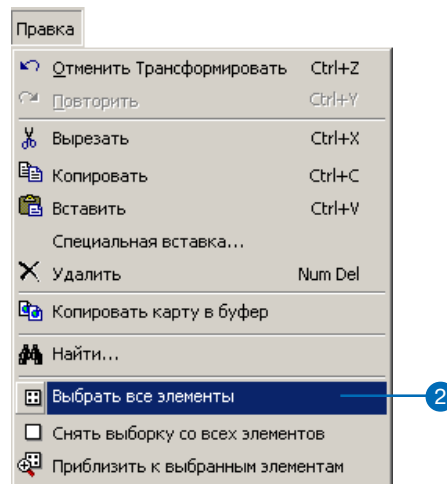 Правка
Отменить Трансформировать Ctrl+Z
Повторить Ctrl+Y
Вырезать Ctrl+X
Копировать Ctrl+C
Вставить Ctrl+V
Специальная вставка...
Удалить Num Del
Копировать карту в буфер
Найти...
Выбрать все элементы 2
Снять выборку со всех элементов
Приблизить к выбранным элементам